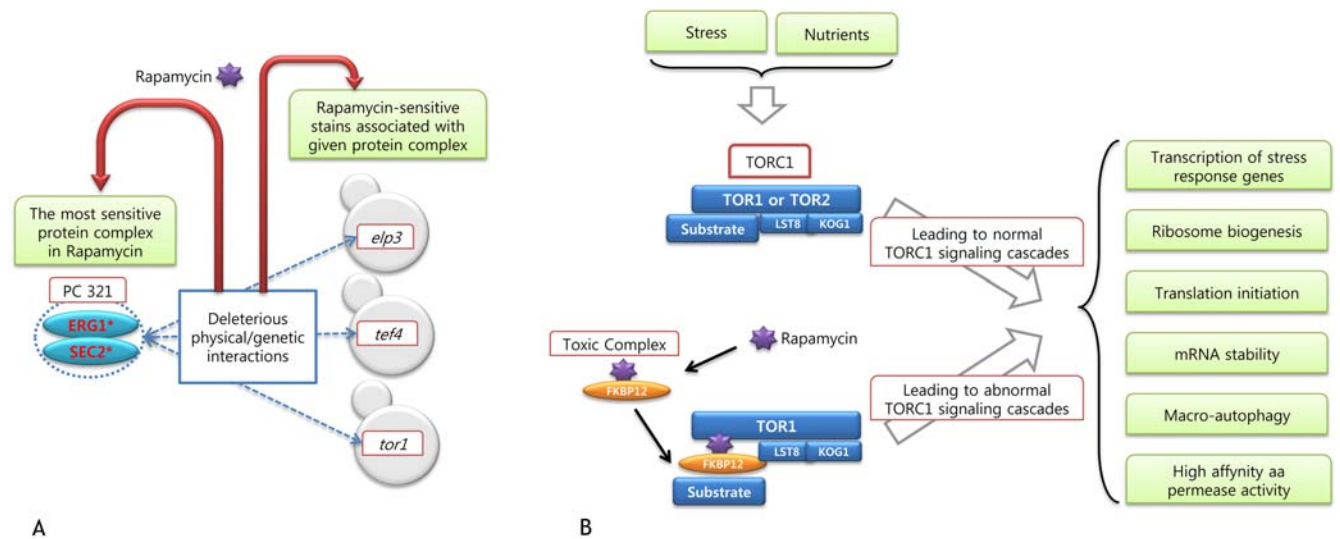 Rapamycin
Rapamycin-sensitive
stains associated with
given protein complex
The most sensitive
protein complex
in Rapamycin
PC 321
ERG1*
SEC2*
Deleterious
physical/genetic
interactions
elp3
tef4
tor1
A
Stress
Nutrients
TORC1
TOR1 or TOR2
Substrate
LST8
KOG1
Leading to normal
TORC1 signaling cascades
Toxic Complex
Rapamycin
FKBP12
TOR1
FKBP12
LST8
KOG1
Substrate
Leading to abnormal
TORC1 signaling cascades
Transcription of stress
response genes
Ribosome biogenesis
Translation initiation
mRNA stability
Macro-autophagy
High affynity aa
permease activity
B